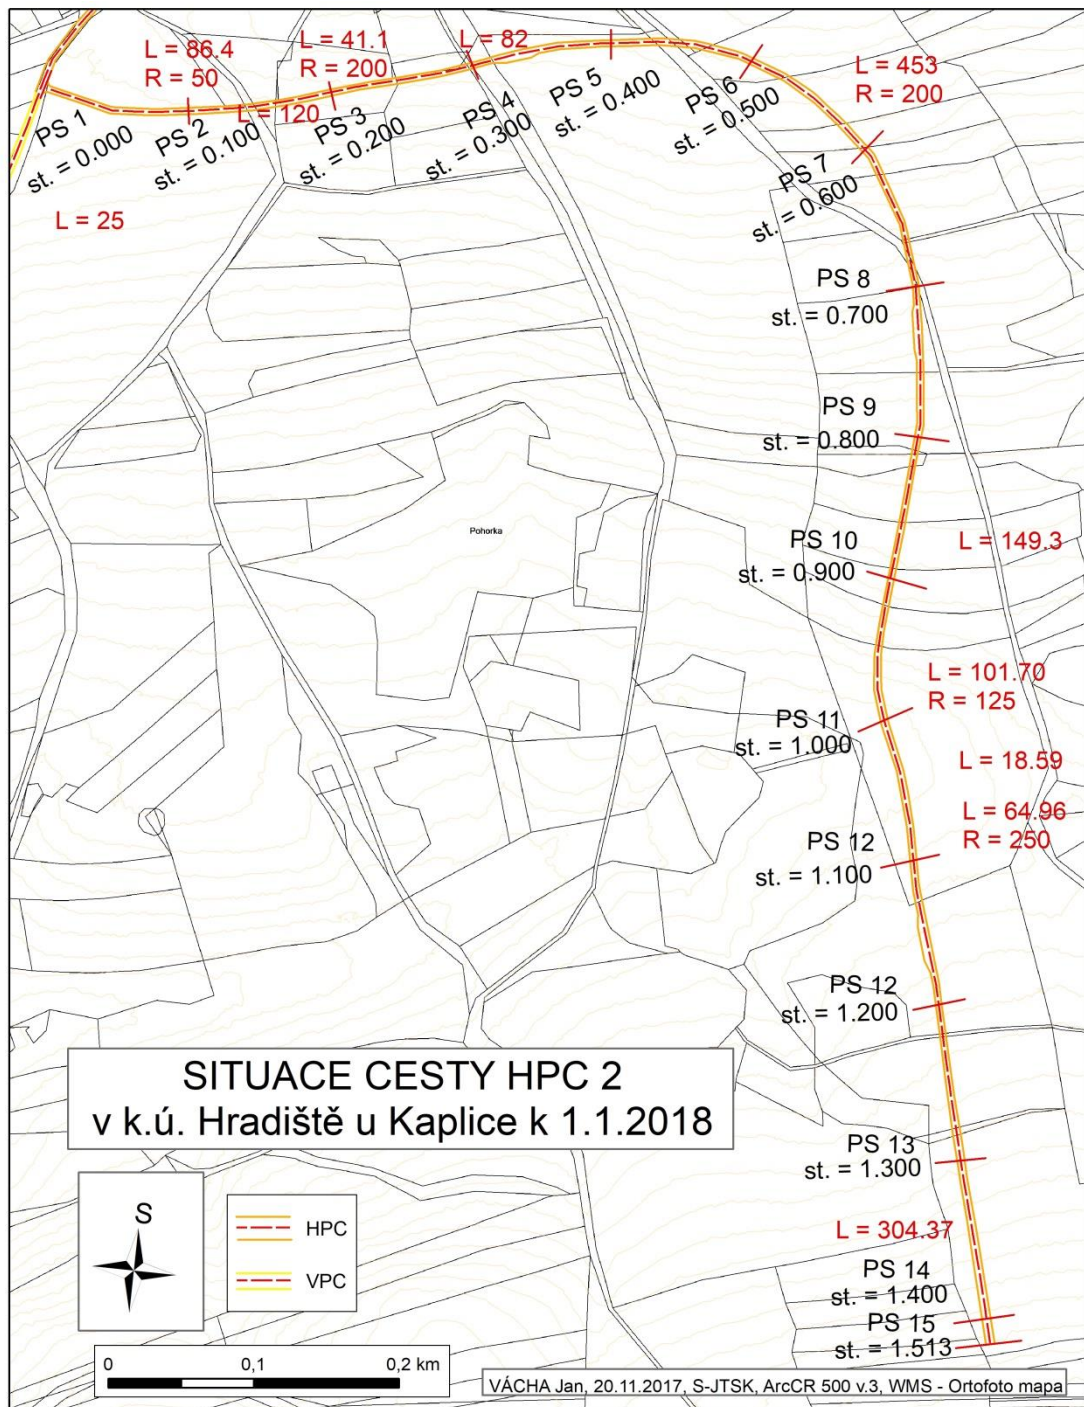 L = 86.4
R = 50
L = 41.1
R = 200
L = 82
L = 453
R = 200
PS 1
st. = 0.000
PS 2
st. = 0.100
L = 120
PS 3
st. = 0.200
PS 4
st. = 0.300
PS 5
st. = 0.400
PS 6
st. = 0.500
PS 7
st. = 0.600
L = 25
PS 8
st. = 0.700
PS 9
st. = 0.800
Pohorka
PS 10
st. = 0.900
L = 149.3
L = 101.70
R = 125
PS 11
st. = 1.000
L = 18.59
L = 64.96
R = 250
PS 12
st. = 1.100
PS 12
st. = 1.200
SITUACE CESTY HPC 2
v k.ú. Hradiště u Kaplice k 1.1.2018
PS 13
st. = 1.300
S
HPC
VPC
L = 304.37
PS 14
st. = 1.400
PS 15
st. = 1.513
0 0,1 0,2 km
VÁCHA Jan, 20.11.2017, S-JTSK, ArcCR 500 v.3, WMS - Ortofoto mapa